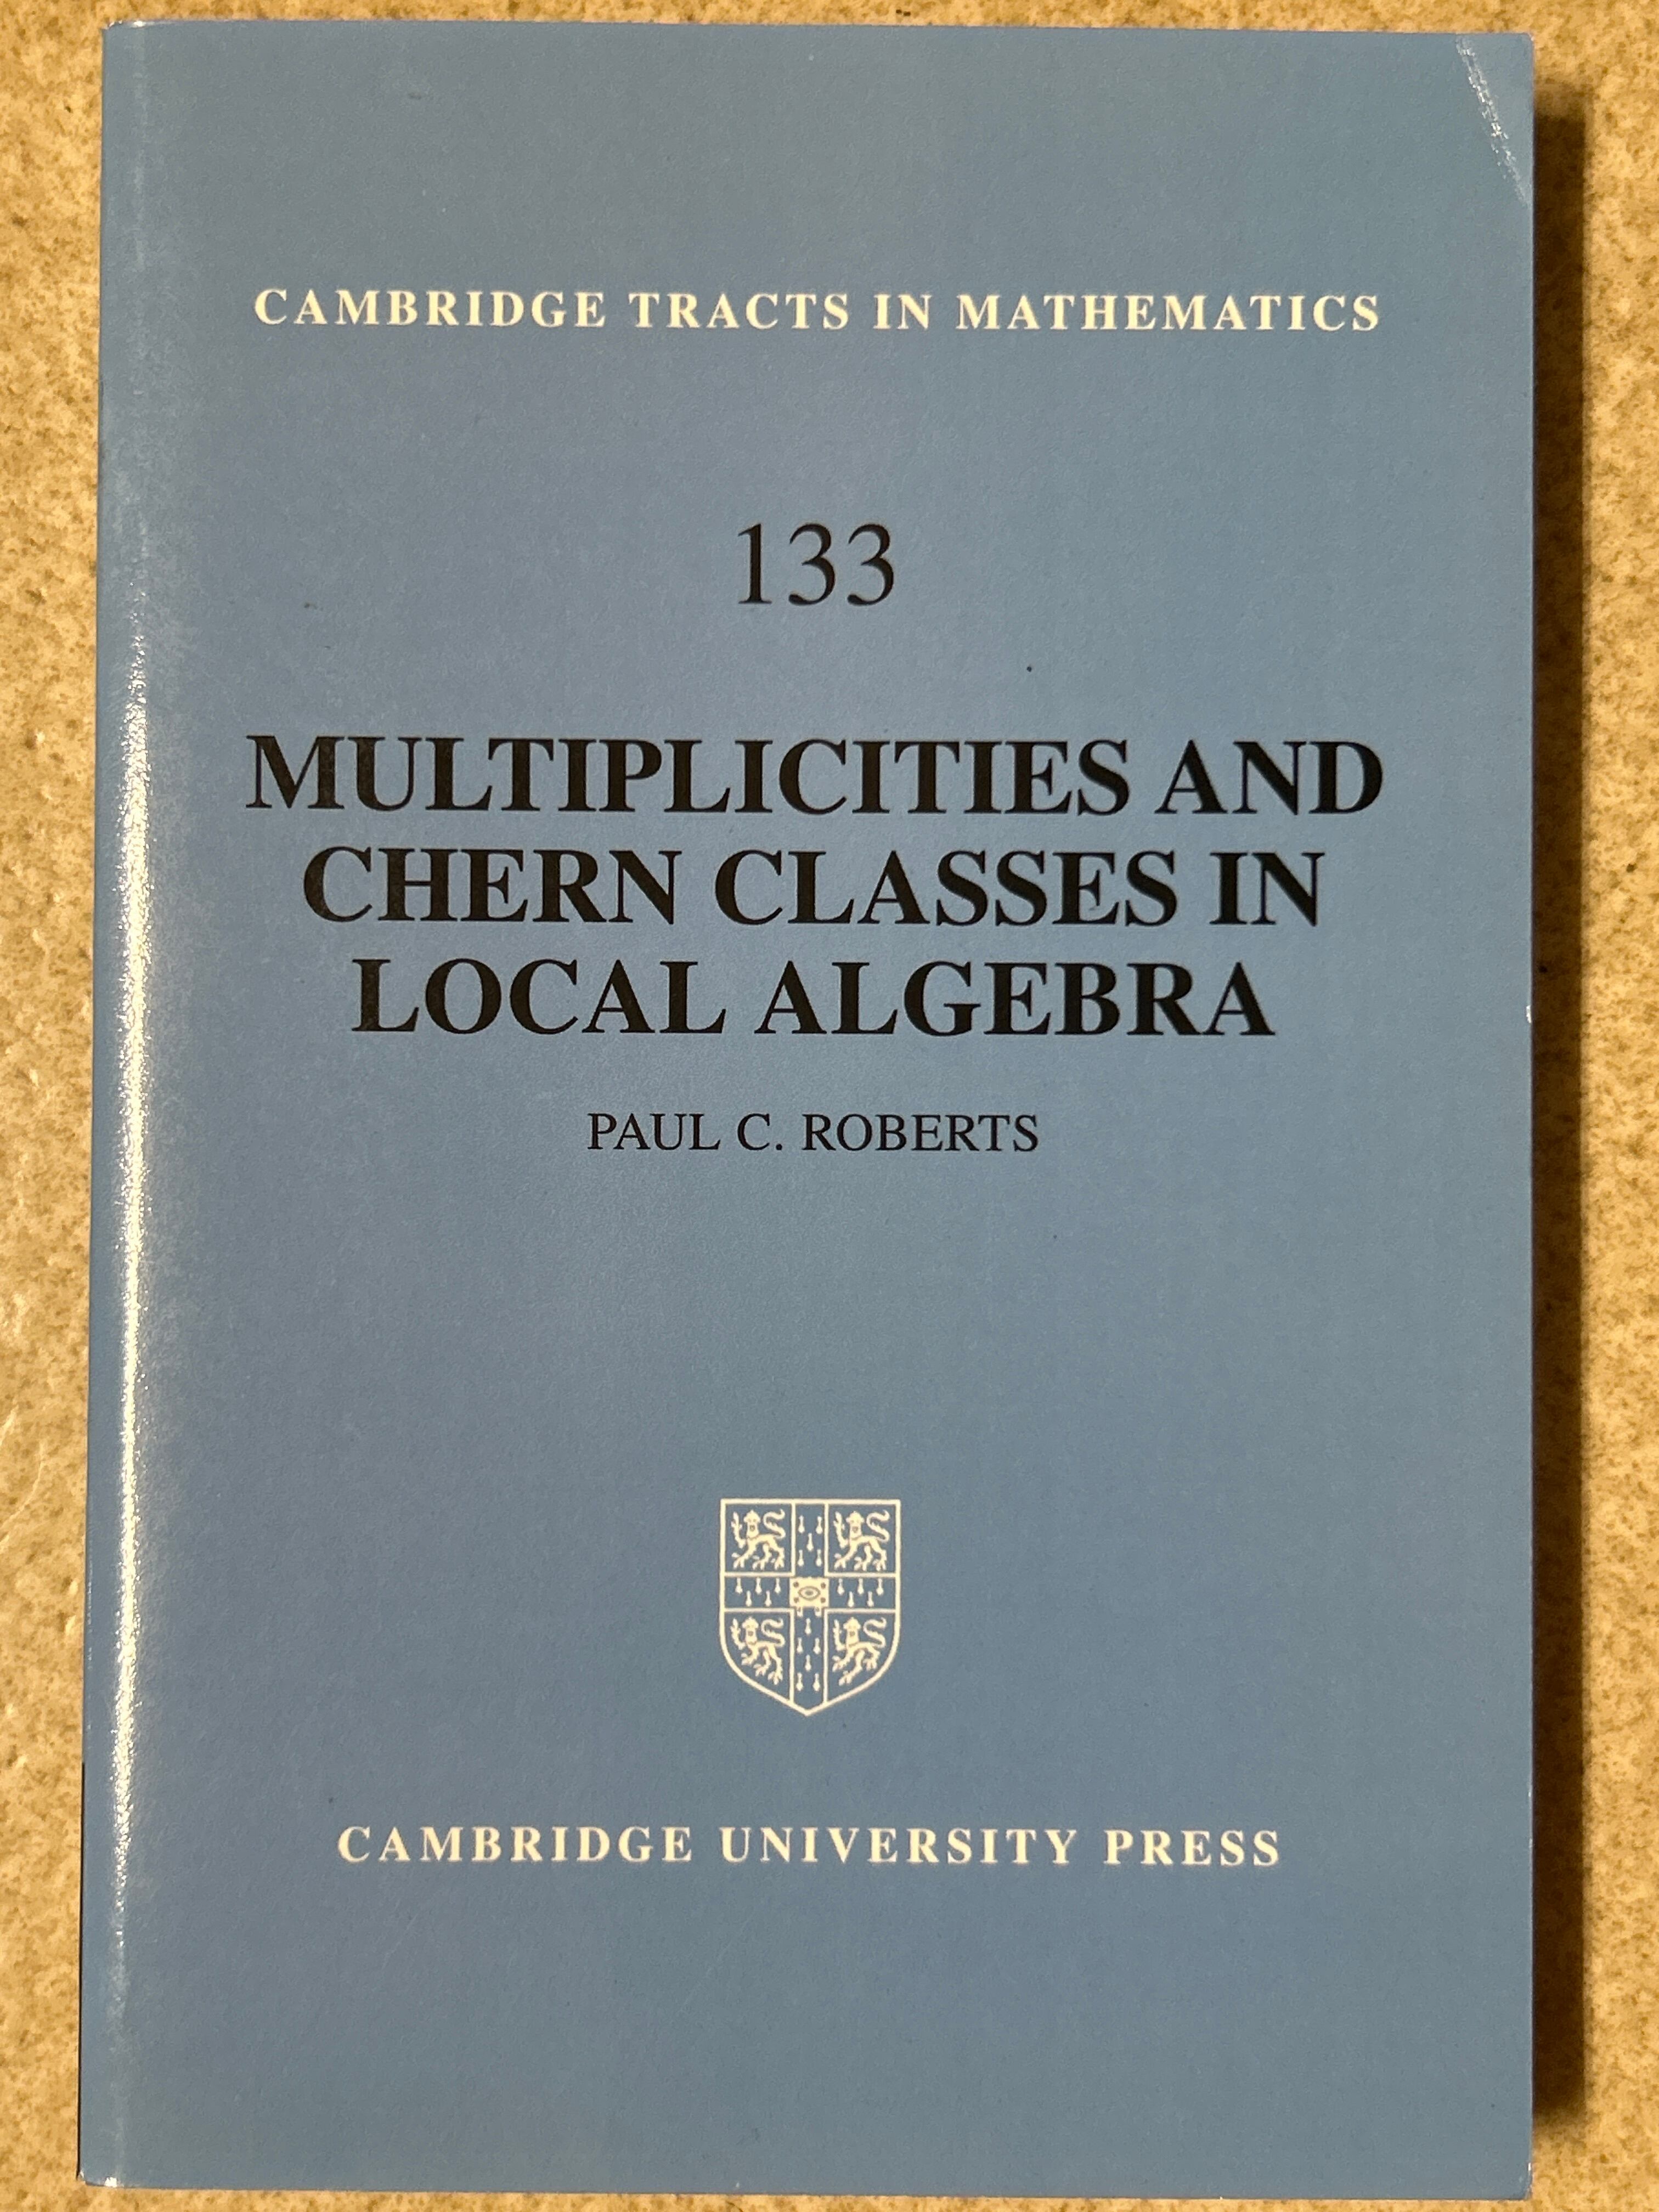 CAMBRIDGE TRACTS IN MATHEMATICS
133
MULTIPLICITIES AND
CHERN CLASSES IN
LOCAL ALGEBRA
PAUL C. ROBERTS
CAMBRIDGE UNIVERSITY PRESS